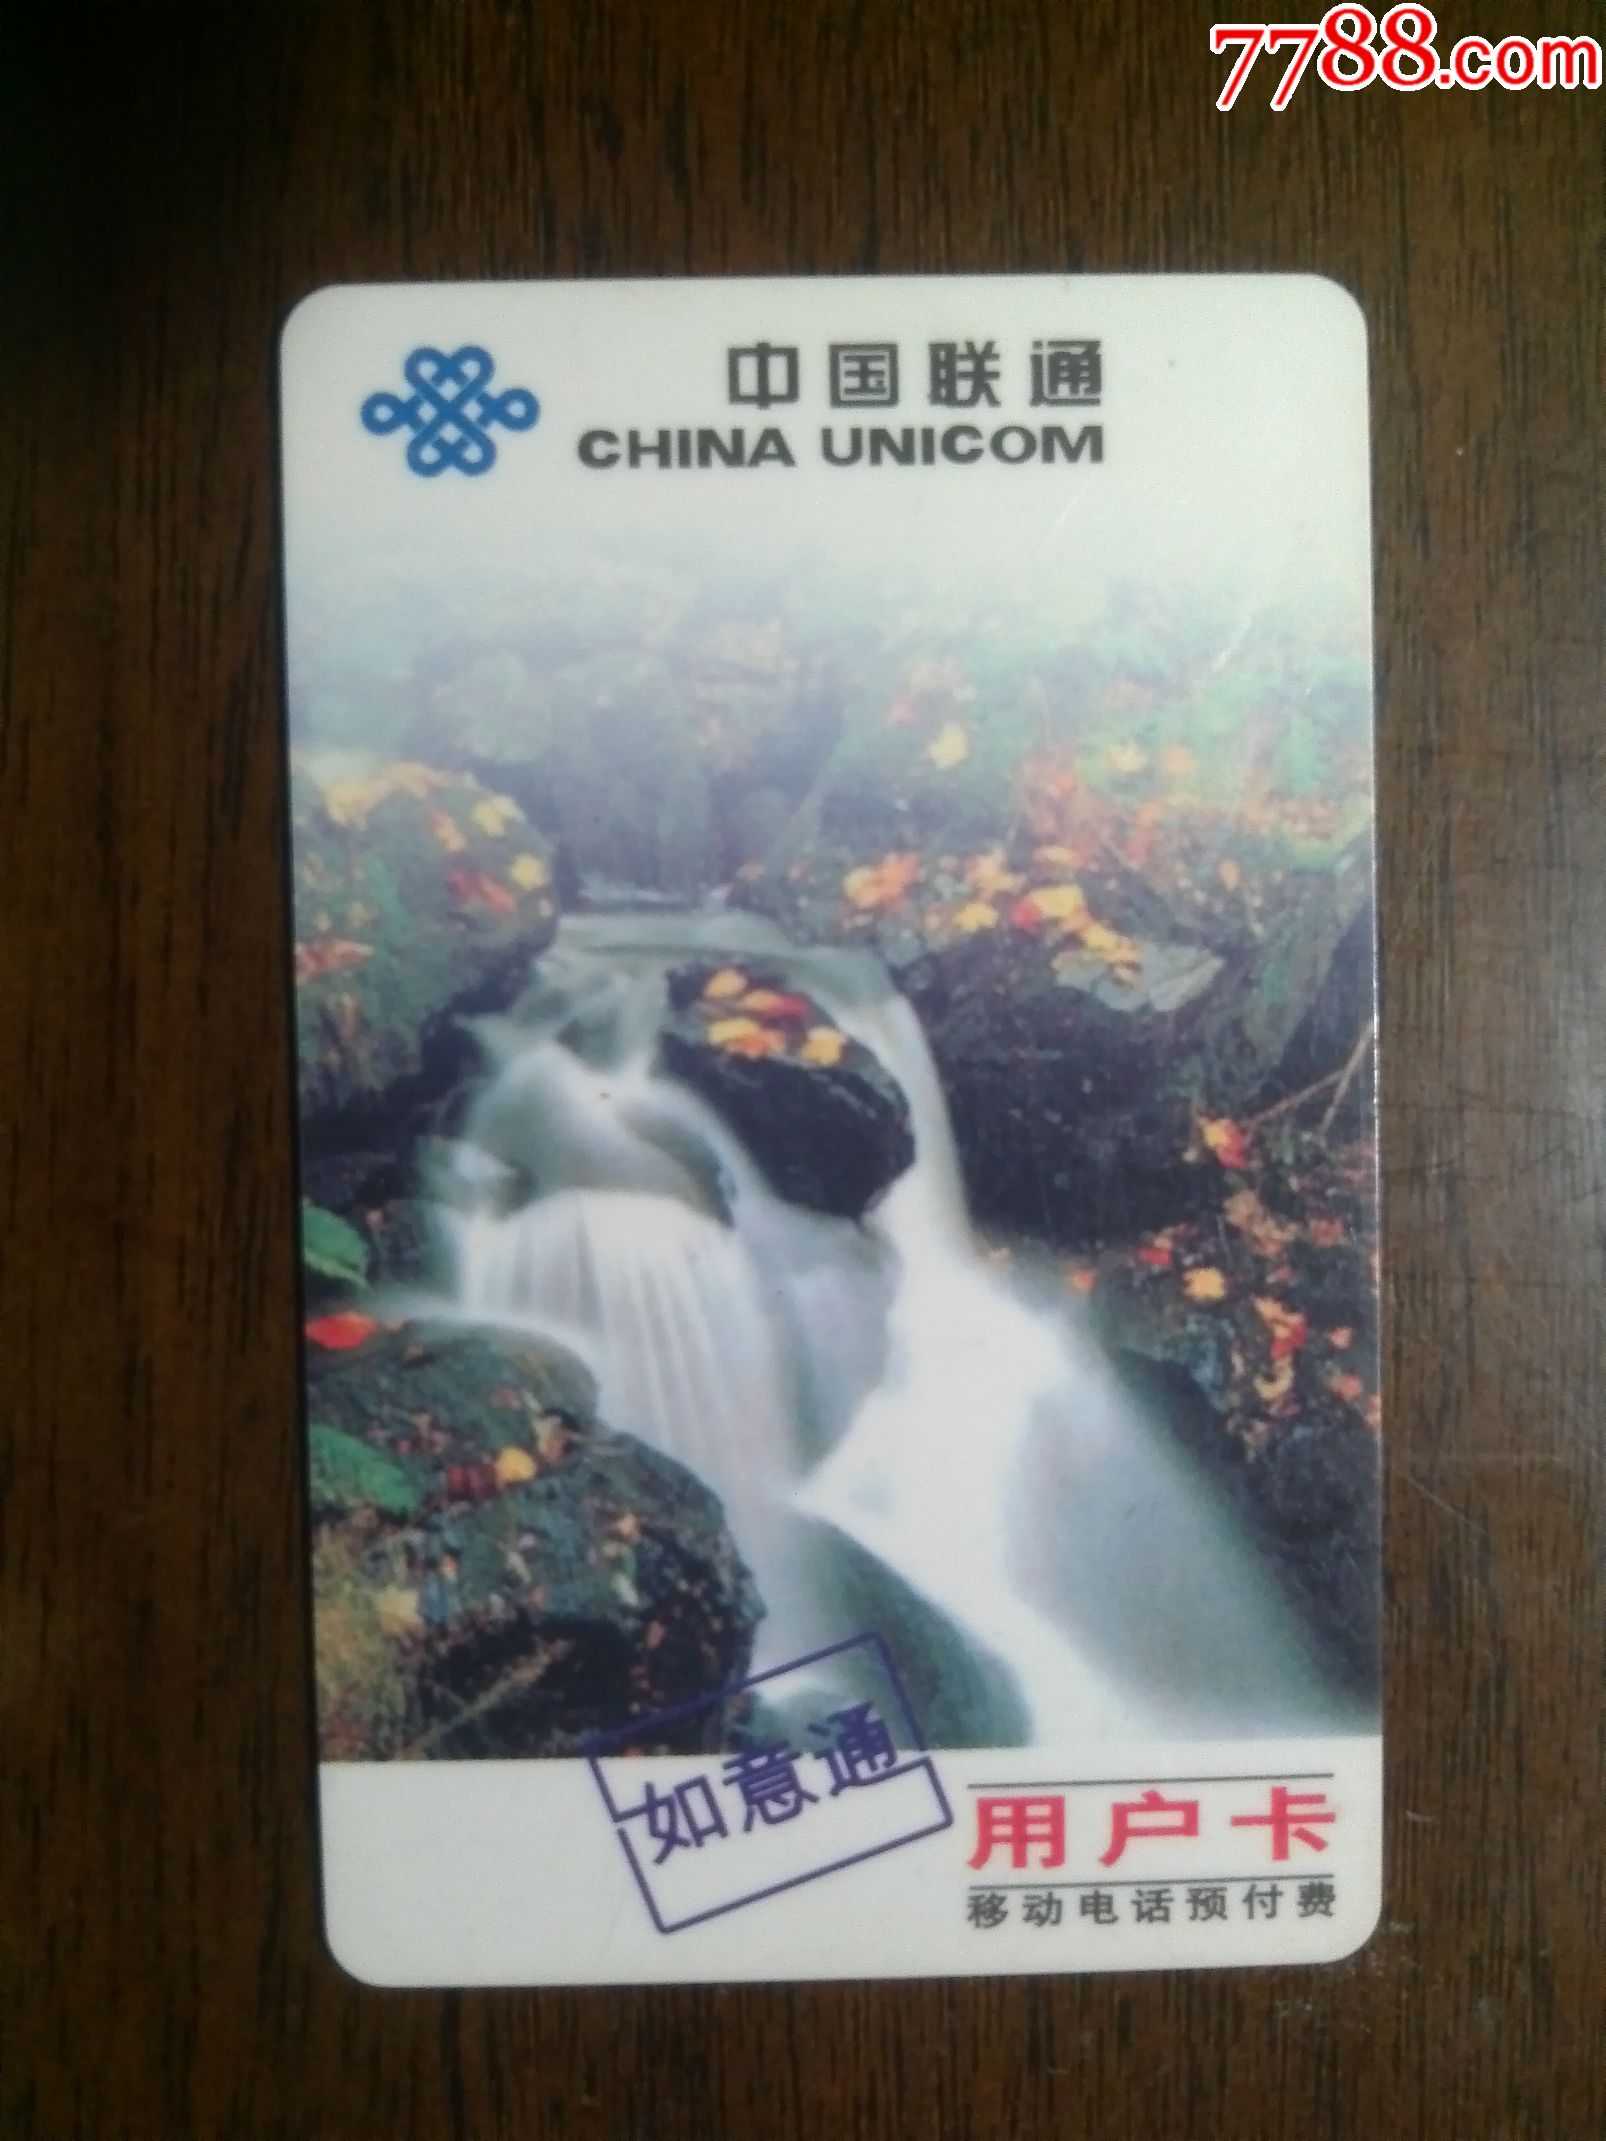 7788.com
中国联通
CHINA UNICOM
如意通
用户卡
移动电话预付费